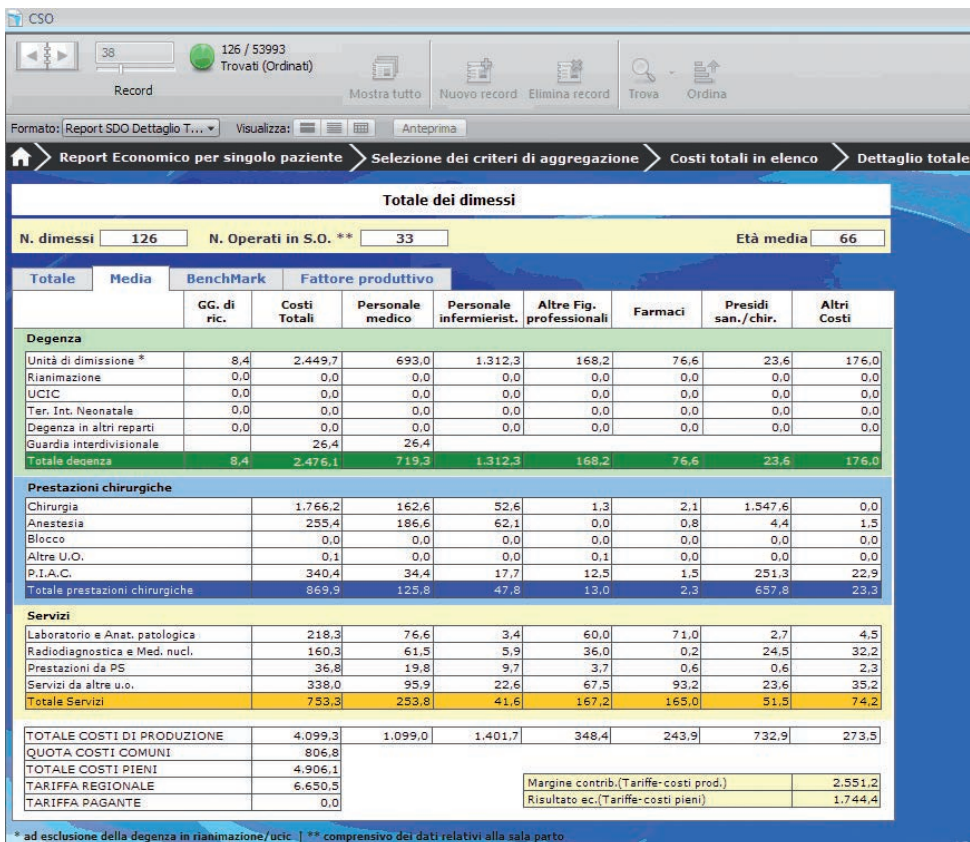 CSO
38
126 / 53993
Trovati (Ordinati)
Record
Mostra tutto Nuovo record Elimina record Trova Ordina
Formato: Report SDO Dettaglio T... Visualizza: Anteprima
Report Economico per singolo paziente Selezione dei criteri di aggregazione Costi totali in elenco Dettaglio totale
Totale dei dimessi
N. dimessi 126 N. Operati in S.O. ** 33 Età media 66
Totale Media BenchMark Fattore produttivo
GG. di ric. Costi Totali Personale medico Personale infermierist. Altre Fig. professionali Farmaci Presidi san./chir. Altri Costi
Degenza
Unità di dimissione * 8,4 2.449,7 693,0 1.312,3 168,2 76,6 23,6 176,0
Rianimazione 0,0 0,0 0,0 0,0 0,0 0,0 0,0 0,0
UCIC 0,0 0,0 0,0 0,0 0,0 0,0 0,0 0,0
Ter. Int. Neonatale 0,0 0,0 0,0 0,0 0,0 0,0 0,0 0,0
Degenza in altri reparti 0,0 0,0 0,0 0,0 0,0 0,0 0,0 0,0
Guardia interdivisionale 26,4 26,4
Totale degenza 8,4 2.476,1 719,3 1.312,3 168,2 76,6 23,6 176,0
Prestazioni chirurgiche
Chirurgia 1.766,2 162,6 52,6 1,3 2,1 1.547,6 0,0
Anestesia 255,4 186,6 62,1 0,0 0,8 4,4 1,5
Blocco 0,0 0,0 0,0 0,0 0,0 0,0 0,0
Altre U.O. 0,1 0,0 0,0 0,1 0,0 0,0 0,0
P.I.A.C. 340,4 34,4 17,7 12,5 1,5 251,3 22,9
Totale prestazioni chirurgiche 869,9 125,8 47,8 13,0 2,3 657,8 23,3
Servizi
Laboratorio e Anat. patologica 218,3 76,6 3,4 60,0 71,0 2,7 4,5
Radiodiagnostica e Med. nucl. 160,3 61,5 5,9 36,0 0,2 24,5 32,2
Prestazioni da PS 36,8 19,8 9,7 3,7 0,6 0,6 2,3
Servizi da altre u.o. 338,0 95,9 22,6 67,5 93,2 23,6 35,2
Totale Servizi 753,3 253,8 41,6 167,2 165,0 51,5 74,2
TOTALE COSTI DI PRODUZIONE 4.099,3 1.099,0 1.401,7 348,4 243,9 732,9 273,5
QUOTA COSTI COMUNI 806,8
TOTALE COSTI PIENI 4.906,1
TARIFFA REGIONALE 6.650,5 Margine contrib.(Tariffe-costi prod.) 2.551,2
TARIFFA PAGANTE 0,0 Risultato ec.(Tariffe-costi pieni) 1.744,4
* ad esclusione della degenza in rianimazione/ucic | ** comprensivo dei dati relativi alla sala parto